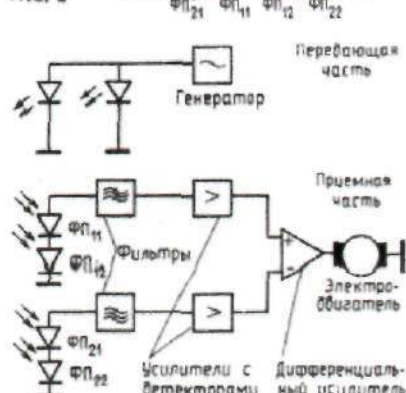 ФП₂₁ ФП₁₁ ФП₁₂ ФП₂₂
Передающая
часть
~
Генератор
Приемная
часть
>
ФП₁₁
Фильтры
ФП₁₂
+
-
Электро-
двигатель
ФП₂₁
>
ФП₂₂
Усилители с
детекторами
Дифференциаль-
ный усилитель